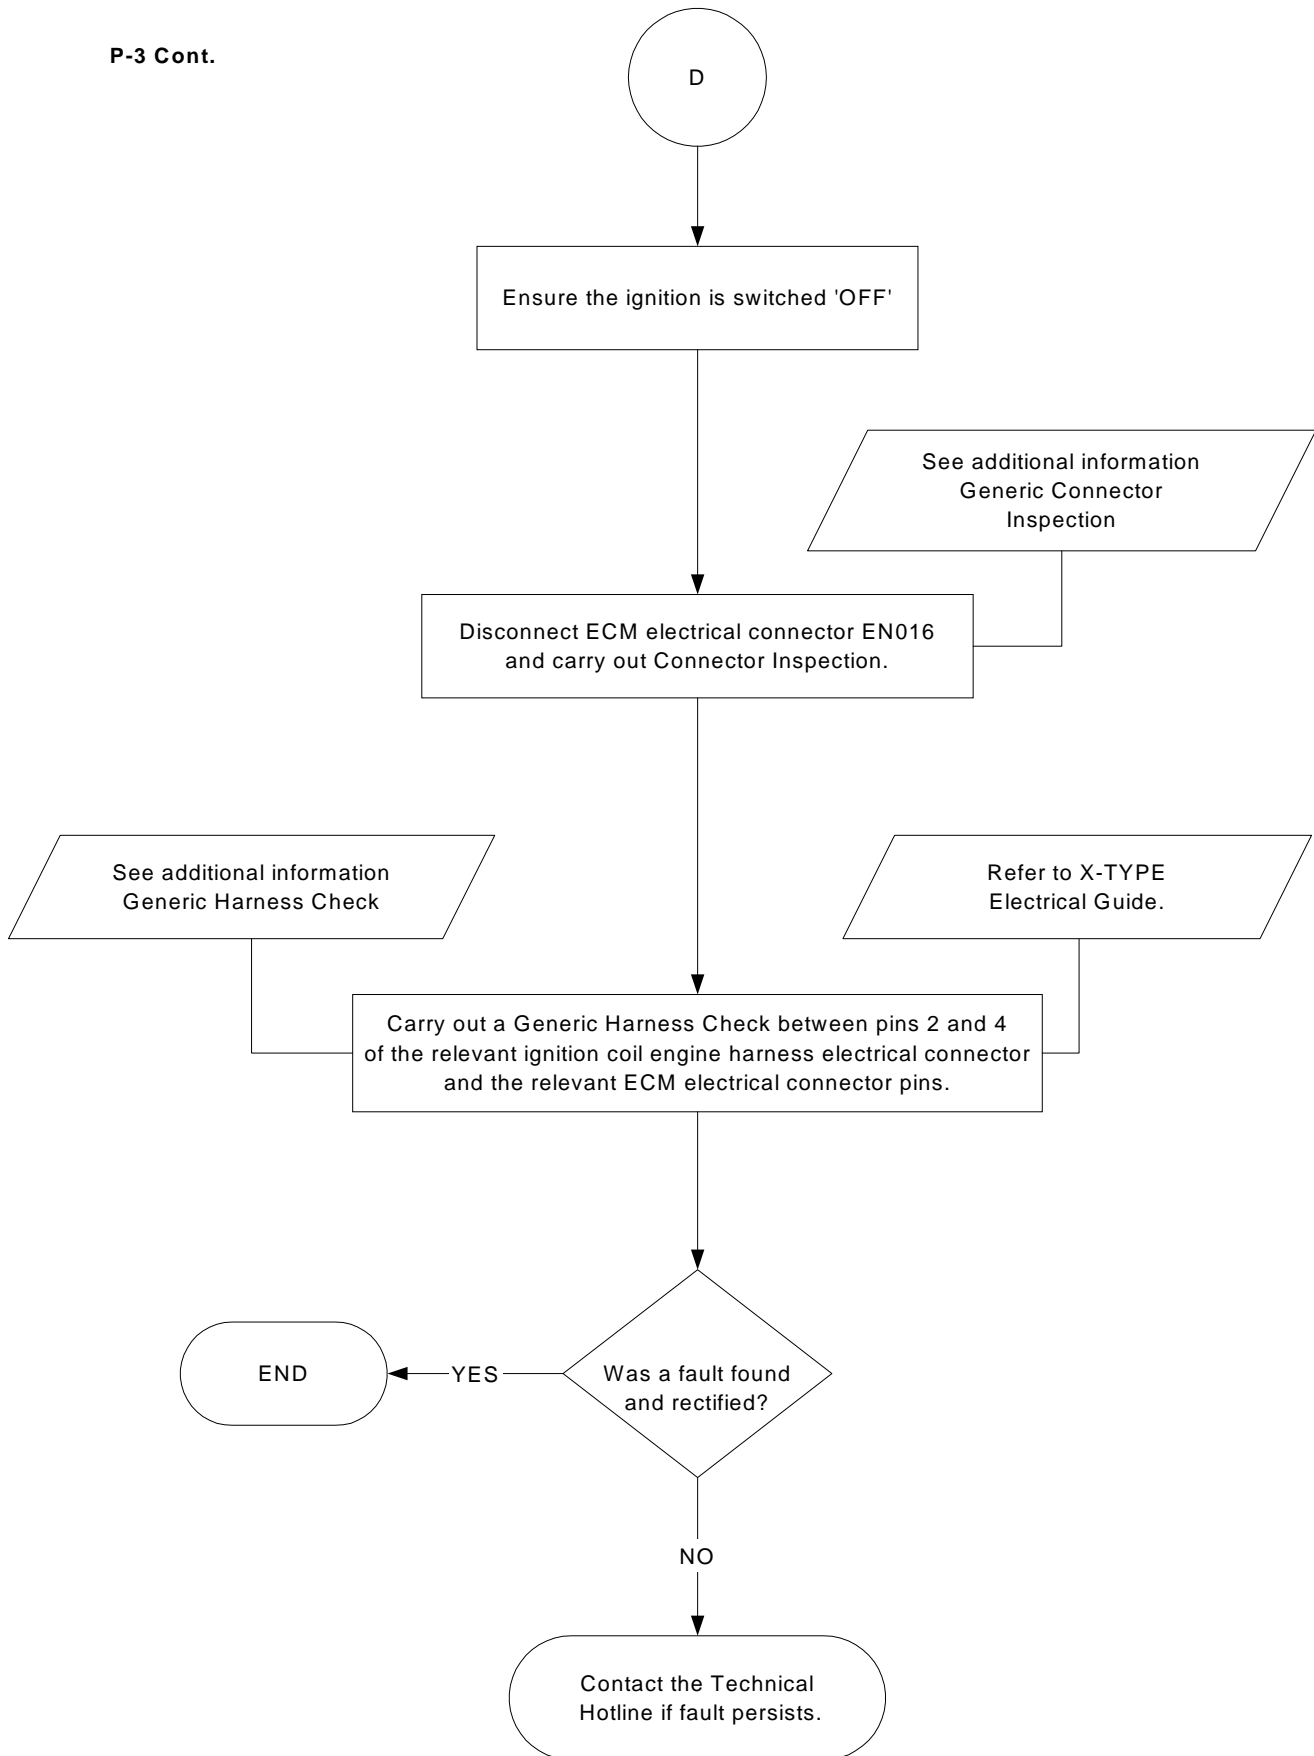 P-3 Cont.
D
Ensure the ignition is switched 'OFF'
See additional information
Generic Connector
Inspection
Disconnect ECM electrical connector EN016
and carry out Connector Inspection.
See additional information
Generic Harness Check
Refer to X-TYPE
Electrical Guide.
Carry out a Generic Harness Check between pins 2 and 4
of the relevant ignition coil engine harness electrical connector
and the relevant ECM electrical connector pins.
Was a fault found
and rectified?
YES
END
NO
Contact the Technical
Hotline if fault persists.